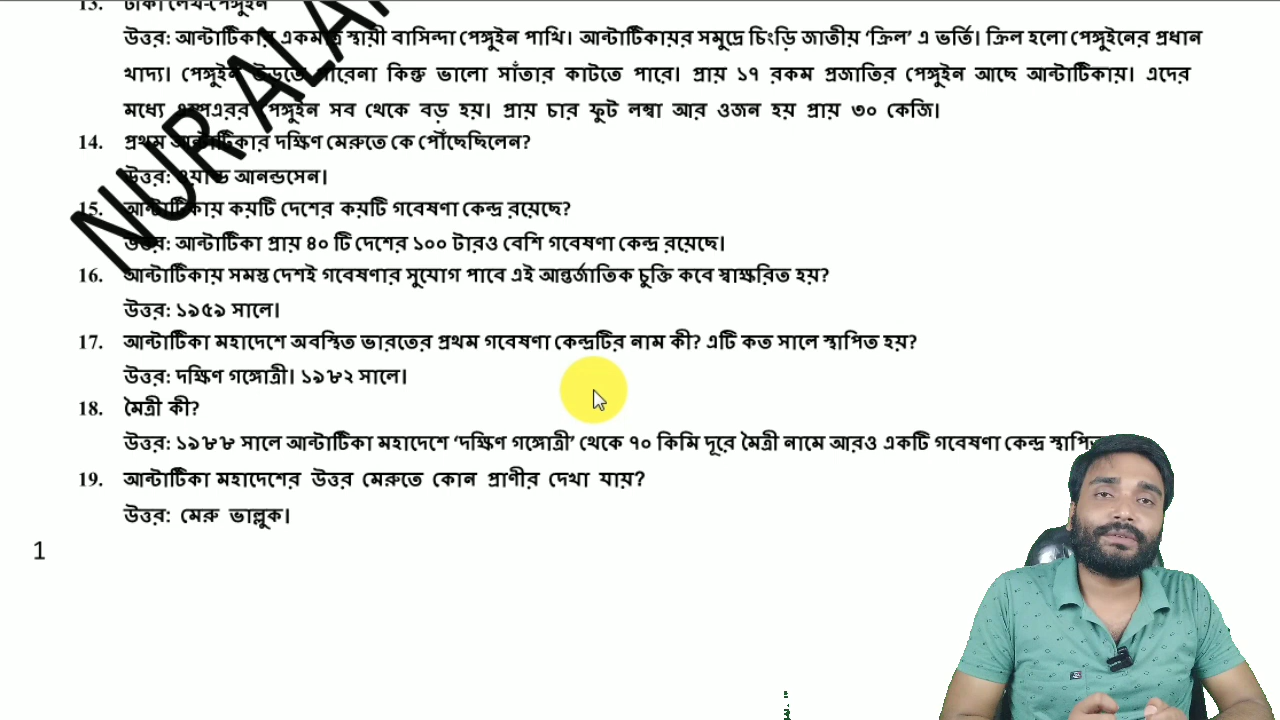 13. টীকা লেখ-পেঙ্গুইন
উত্তর: আন্টার্টিকার একমাত্র স্থায়ী বাসিন্দা পেঙ্গুইন পাখি। আন্টার্টিকায়র সমুদ্রে চিংড়ি জাতীয় ‘ক্রিল’ এ ভর্তি। ক্রিল হলো পেঙ্গুইনের প্রধান
খাদ্য। পেঙ্গুইন উড়তে পারেনা কিন্তু ভালো সাঁতার কাটতে পারে। প্রায় ১৭ রকম প্রজাতির পেঙ্গুইন আছে আন্টার্টিকায়। এদের
মধ্যে পেঙ্গুইন সব থেকে বড় হয়। প্রায় চার ফুট লম্বা আর ওজন হয় প্রায় ৩০ কেজি।
14. প্রথম আন্টার্টিকার দক্ষিণ মেরুতে কে পৌঁছেছিলেন?
উত্তর: আনন্ডসেন।
15. আন্টার্টিকায় কয়টি দেশের কয়টি গবেষণা কেন্দ্র রয়েছে?
উত্তর: আন্টার্টিকা প্রায় ৪০ টি দেশের ১০০ টারও বেশি গবেষণা কেন্দ্র রয়েছে।
16. আন্টার্টিকায় সমস্ত দেশই গবেষণার সুযোগ পাবে এই আন্তর্জাতিক চুক্তি কবে স্বাক্ষরিত হয়?
উত্তর: ১৯৫৯ সালে।
17. আন্টার্টিকা মহাদেশে অবস্থিত ভারতের প্রথম গবেষণা কেন্দ্রটির নাম কী? এটি কত সালে স্থাপিত হয়?
উত্তর: দক্ষিণ গঙ্গোত্রী। ১৯৮২ সালে।
18. মৈত্রী কী?
উত্তর: ১৯৮৮ সালে আন্টার্টিকা মহাদেশে ‘দক্ষিণ গঙ্গোত্রী’ থেকে ৭০ কিমি দূরে মৈত্রী নামে আরও একটি গবেষণা কেন্দ্র
19. আন্টার্টিকা মহাদেশের উত্তর মেরুতে কোন প্রাণীর দেখা যায়?
উত্তর: মেরু ভাল্লুক।
1
NUR ALAM